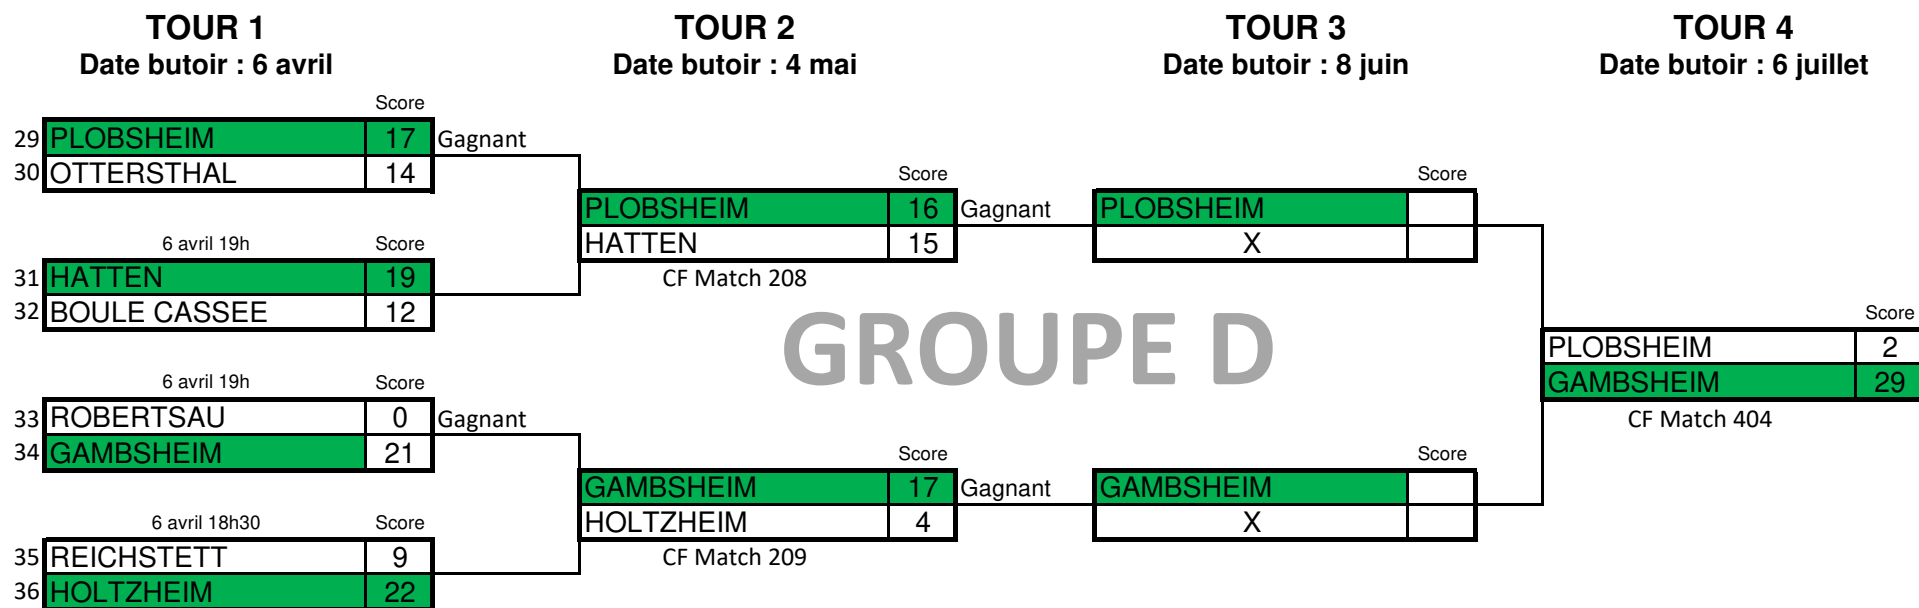 TOUR 1
Date butoir : 6 avril
TOUR 2
Date butoir : 4 mai
TOUR 3
Date butoir : 8 juin
TOUR 4
Date butoir : 6 juillet
Score
29 PLOBSHEIM 17 Gagnant
30 OTTERSTHAL 14
6 avril 19h Score
31 HATTEN 19
32 BOULE CASSEE 12
6 avril 19h Score
33 ROBERTSAU 0 Gagnant
34 GAMBSHEIM 21
6 avril 18h30 Score
35 REICHSTETT 9
36 HOLTZHEIM 22
Score
PLOBSHEIM 16 Gagnant
HATTEN 15
CF Match 208
GROUPE D
Score
GAMBSHEIM 17 Gagnant
HOLTZHEIM 4
CF Match 209
Score
PLOBSHEIM
X
Score
GAMBSHEIM
X
Score
PLOBSHEIM 2
GAMBSHEIM 29
CF Match 404